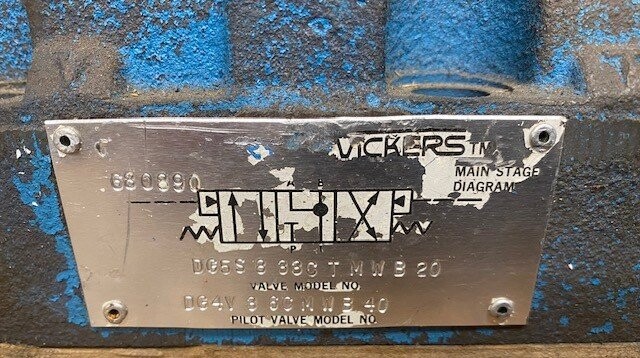 VICKERS TM
MAIN STAGE
DIAGRAM
680890
A B
T
P T
DG5S 8 33C T M W B 20
VALVE MODEL NO.
DG4V 3 6C M W B 40
PILOT VALVE MODEL NO.